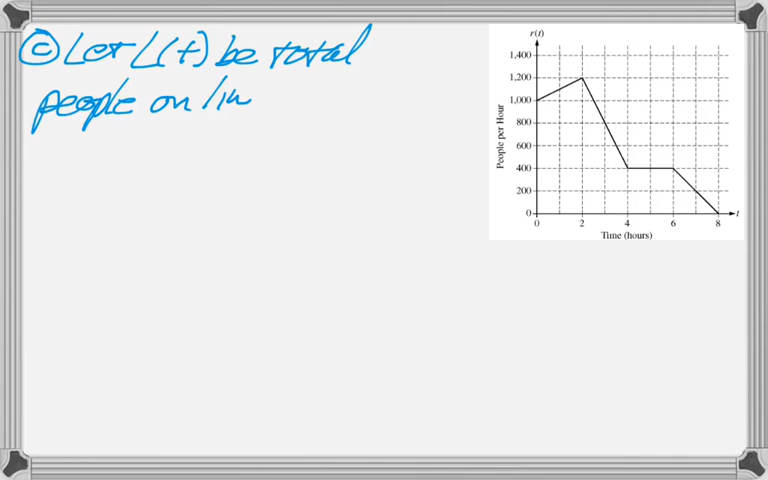 © Let L(t) be total
people on lin
r(t)
1,400
1,200
1,000
800
600
400
200
0
People per Hour
0 2 4 6 8 t
Time (hours)